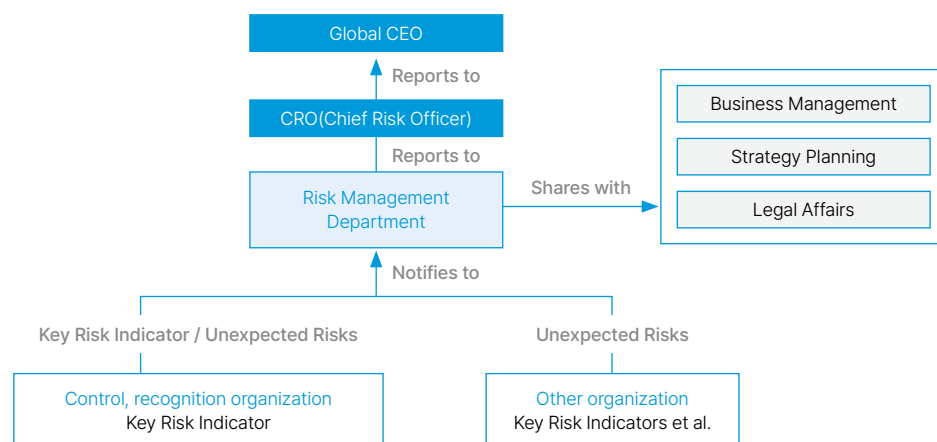 Global CEO
Reports to
CRO(Chief Risk Officer)
Reports to
Risk Management
Department
Shares with
Business Management
Strategy Planning
Legal Affairs
Notifies to
Key Risk Indicator / Unexpected Risks
Unexpected Risks
Control, recognition organization
Key Risk Indicator
Other organization
Key Risk Indicators et al.